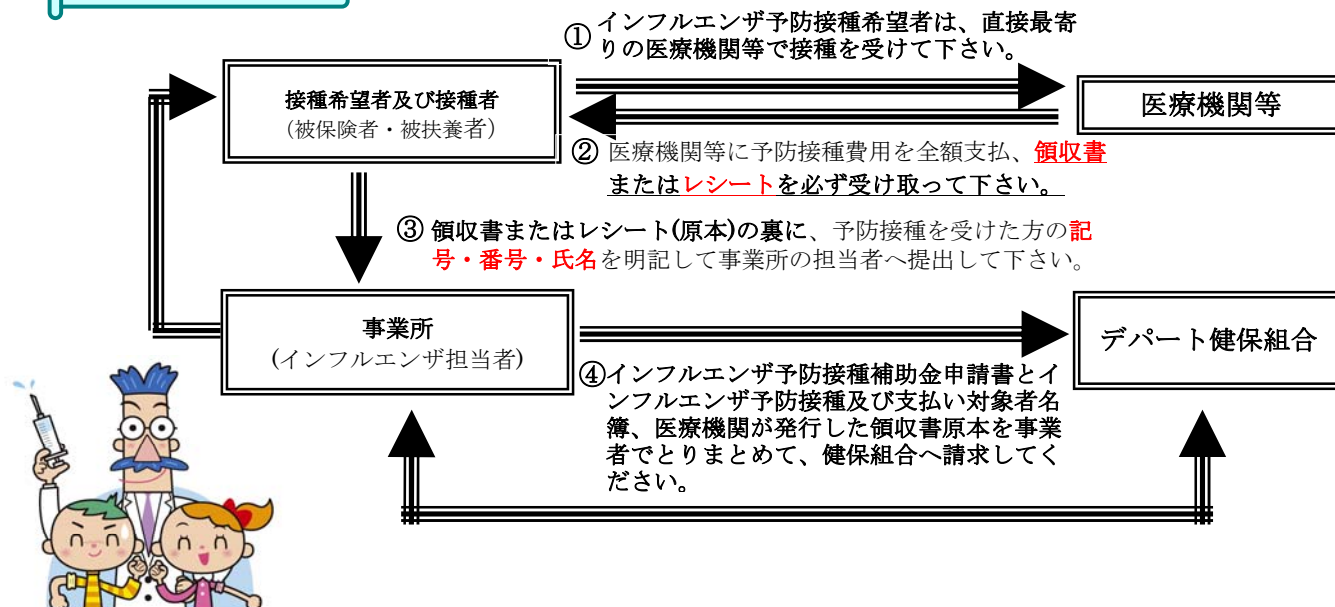 ① インフルエンザ予防接種希望者は、直接最寄
りの医療機関等で接種を受けて下さい。
接種希望者及び接種者
（被保険者・被扶養者）
医療機関等
② 医療機関等に予防接種費用を全額支払、領収書
またはレシートを必ず受け取って下さい。
③ 領収書またはレシート(原本)の裏に、予防接種を受けた方の記
号・番号・氏名を明記して事業所の担当者へ提出して下さい。
事業所
(インフルエンザ担当者)
デパート健保組合
④インフルエンザ予防接種補助金申請書とイ
ンフルエンザ予防接種及び支払い対象者名
簿、医療機関が発行した領収書原本を事業
者でとりまとめて、健保組合へ請求してく
ださい。